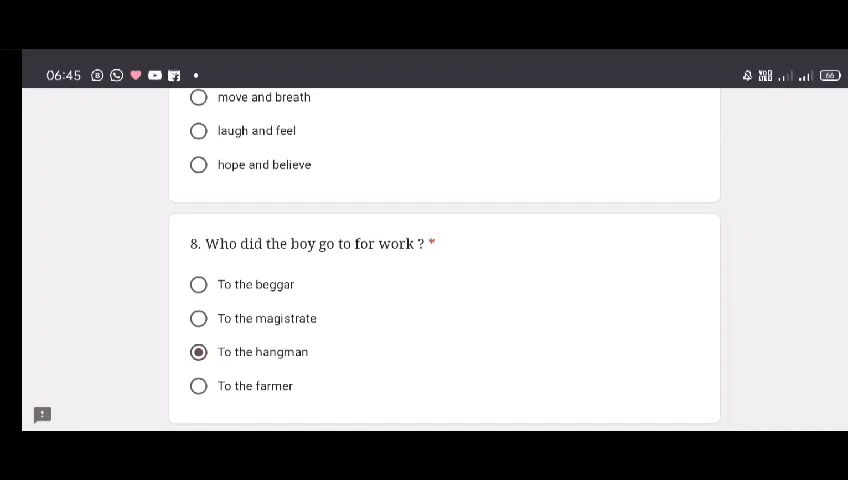 06:45
66
move and breath
laugh and feel
hope and believe
8. Who did the boy go to for work ? *
To the beggar
To the magistrate
To the hangman
To the farmer